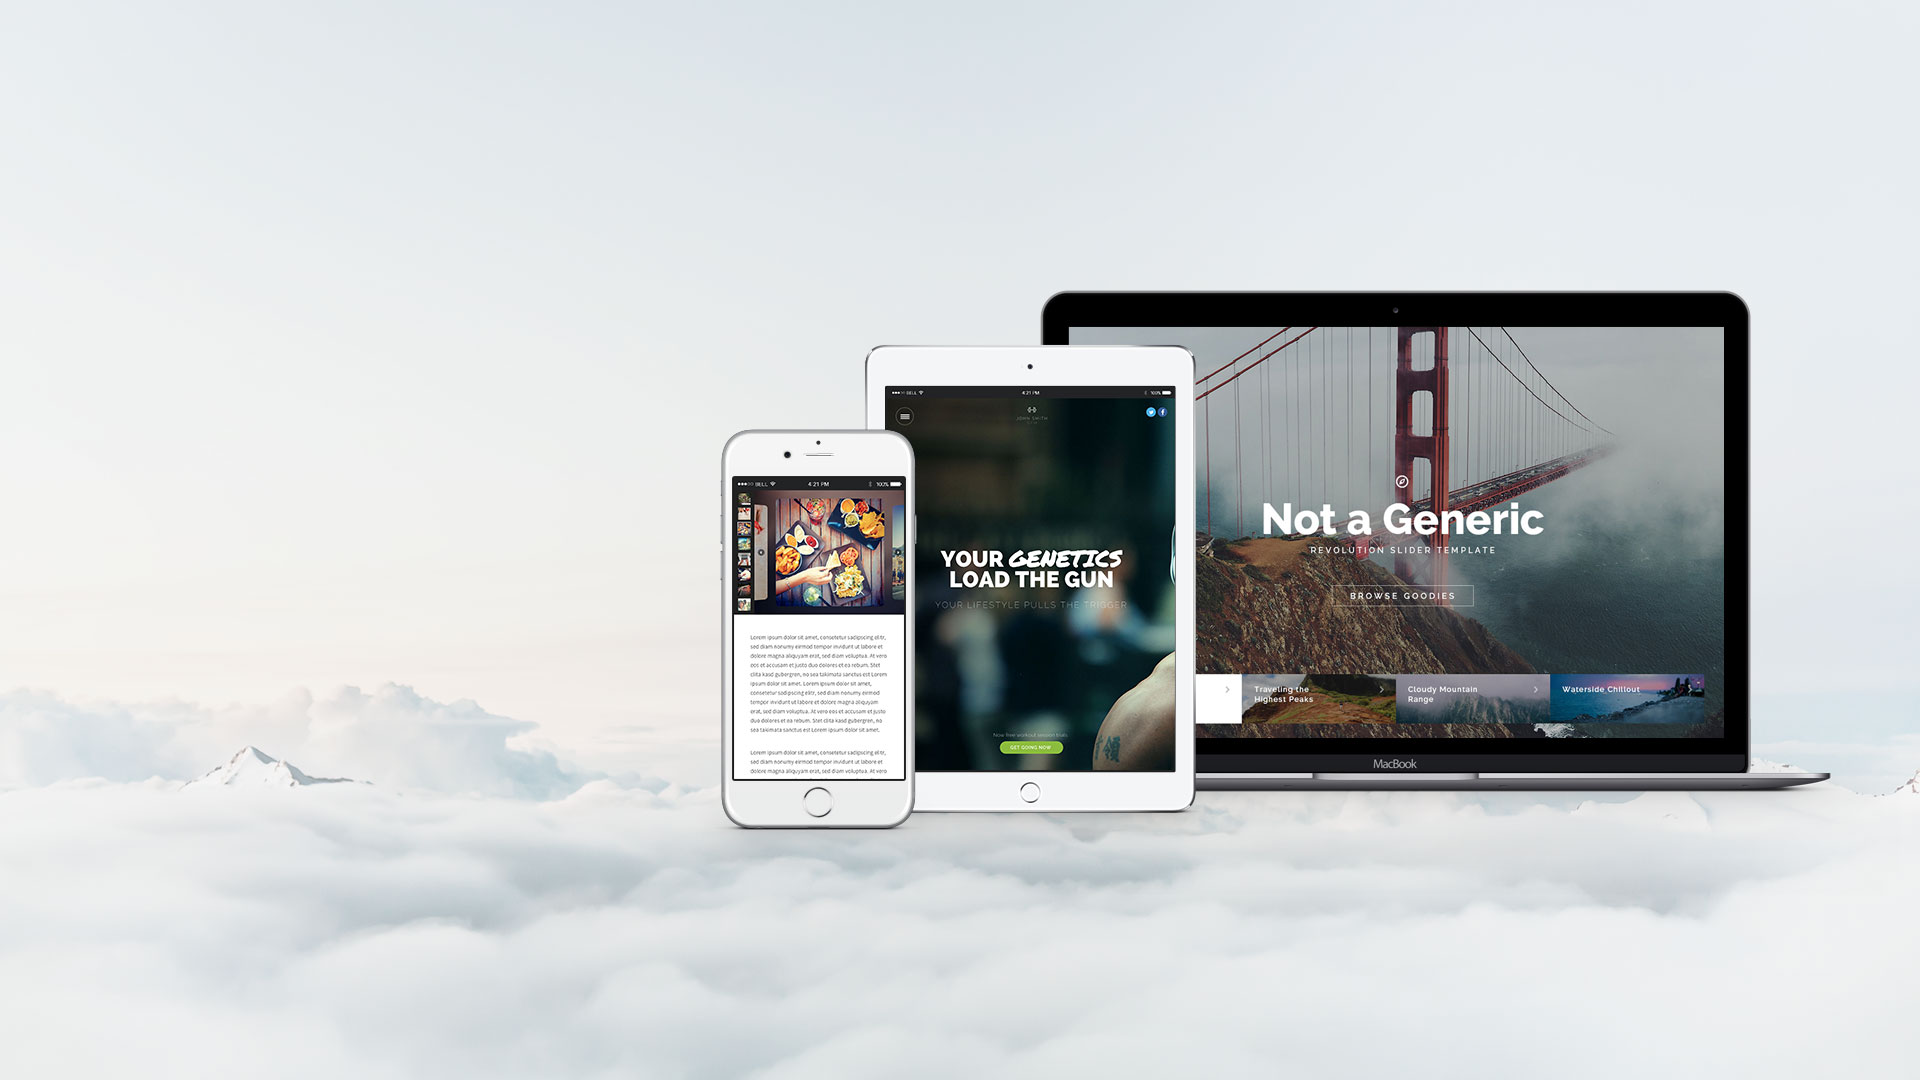 BELL
4:21 PM
100%
Lorem ipsum dolor sit amet, consetetur sadipscing elitr,
sed diam nonumy eirmod tempor invidunt ut labore et
dolore magna aliquyam erat, sed diam voluptua. At vero
eos et accusam et justo duo dolores et ea rebum. Stet
clita kasd gubergren, no sea takimata sanctus est Lorem
ipsum dolor sit amet. Lorem ipsum dolor sit amet,
consetetur sadipscing elitr, sed diam nonumy eirmod
tempor invidunt ut labore et dolore magna aliquyam
erat, sed diam voluptua. At vero eos et accusam et justo
duo dolores et ea rebum. Stet clita kasd gubergren, no
sea takimata sanctus est Lorem ipsum dolor sit amet.
Lorem ipsum dolor sit amet, consetetur sadipscing elitr,
sed diam nonumy eirmod tempor invidunt ut labore et
dolore magna aliquyam erat, sed diam voluptua. At vero
BELL
4:21 PM
100%
JOHN SMITH
YOUR GENETICS
LOAD THE GUN
YOUR LIFESTYLE PULLS THE TRIGGER
GET GOING NOW
Not a Generic
REVOLUTION SLIDER TEMPLATE
BROWSE GOODIES
Traveling the
Highest Peaks
Cloudy Mountain
Range
Waterside Chillout
MacBook